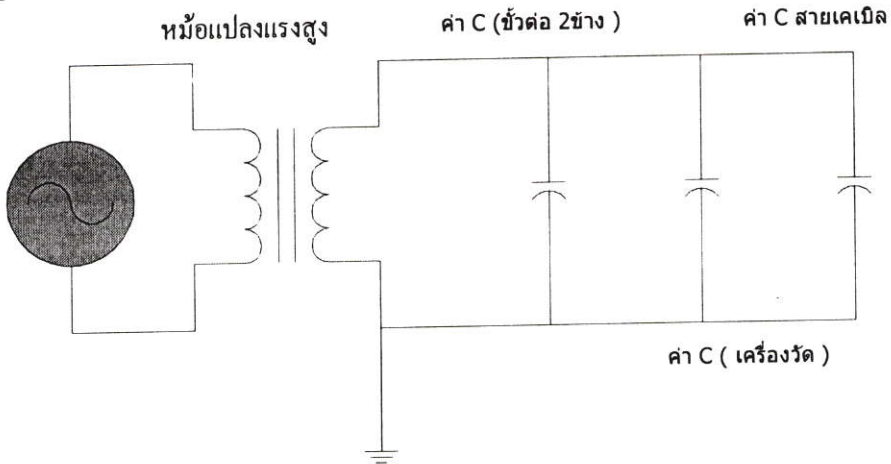 หม้อแปลงแรงสูง
ค่า C (ขั้วต่อ 2ข้าง )
ค่า C สายเคเบิล
ค่า C ( เครื่องวัด )